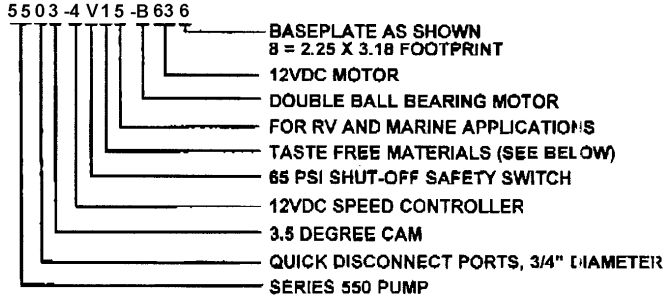 5503-4V15-B636
BASEPLATE AS SHOWN
8 = 2.25 X 3.18 FOOTPRINT
12VDC MOTOR
DOUBLE BALL BEARING MOTOR
FOR RV AND MARINE APPLICATIONS
TASTE FREE MATERIALS (SEE BELOW)
65 PSI SHUT-OFF SAFETY SWITCH
12VDC SPEED CONTROLLER
3.5 DEGREE CAM
QUICK DISCONNECT PORTS, 3/4" DIAMETER
SERIES 550 PUMP